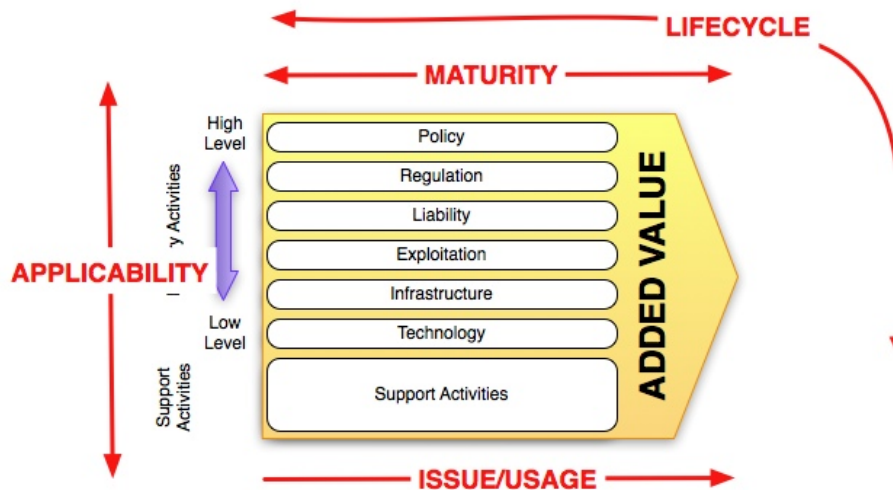 LIFECYCLE
MATURITY
High
Level
Policy
Regulation
Liability
Exploitation
Infrastructure
Technology
Support Activities
ADDED VALUE
y Activities
APPLICABILITY
Low
Level
Support
Activities
ISSUE/USAGE